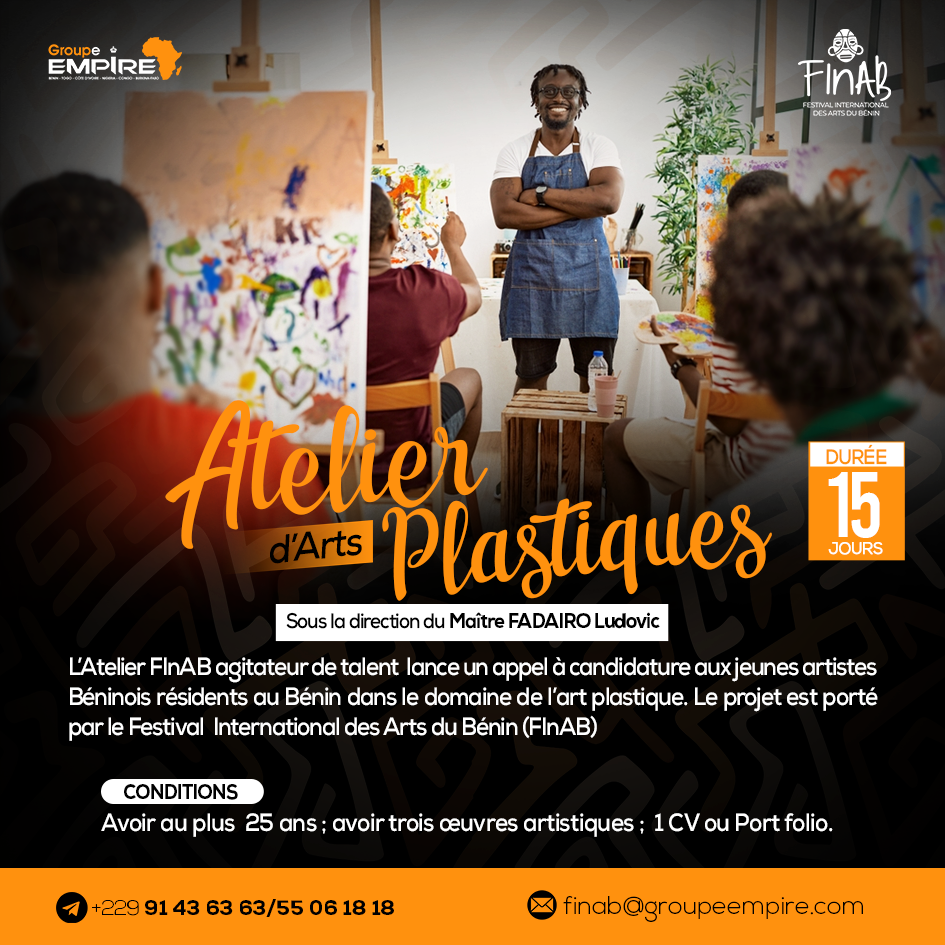 Groupe
EMPIRE
BÉNIN - TOGO - CÔTE D'IVOIRE - NIGERIA - CONGO - BURKINA FASO
FInAB
FESTIVAL INTERNATIONAL
DES ARTS DU BÉNIN
Atelier
d'Arts Plastiques
DURÉE
15
JOURS
Sous la direction du Maître FADAIRO Ludovic
L'Atelier FInAB agitateur de talent lance un appel à candidature aux jeunes artistes
Béninois résidents au Bénin dans le domaine de l'art plastique. Le projet est porté
par le Festival International des Arts du Bénin (FInAB)
CONDITIONS
Avoir au plus 25 ans ; avoir trois œuvres artistiques ; 1 CV ou Port folio.
+229 91 43 63 63/55 06 18 18
finab@groupeempire.com